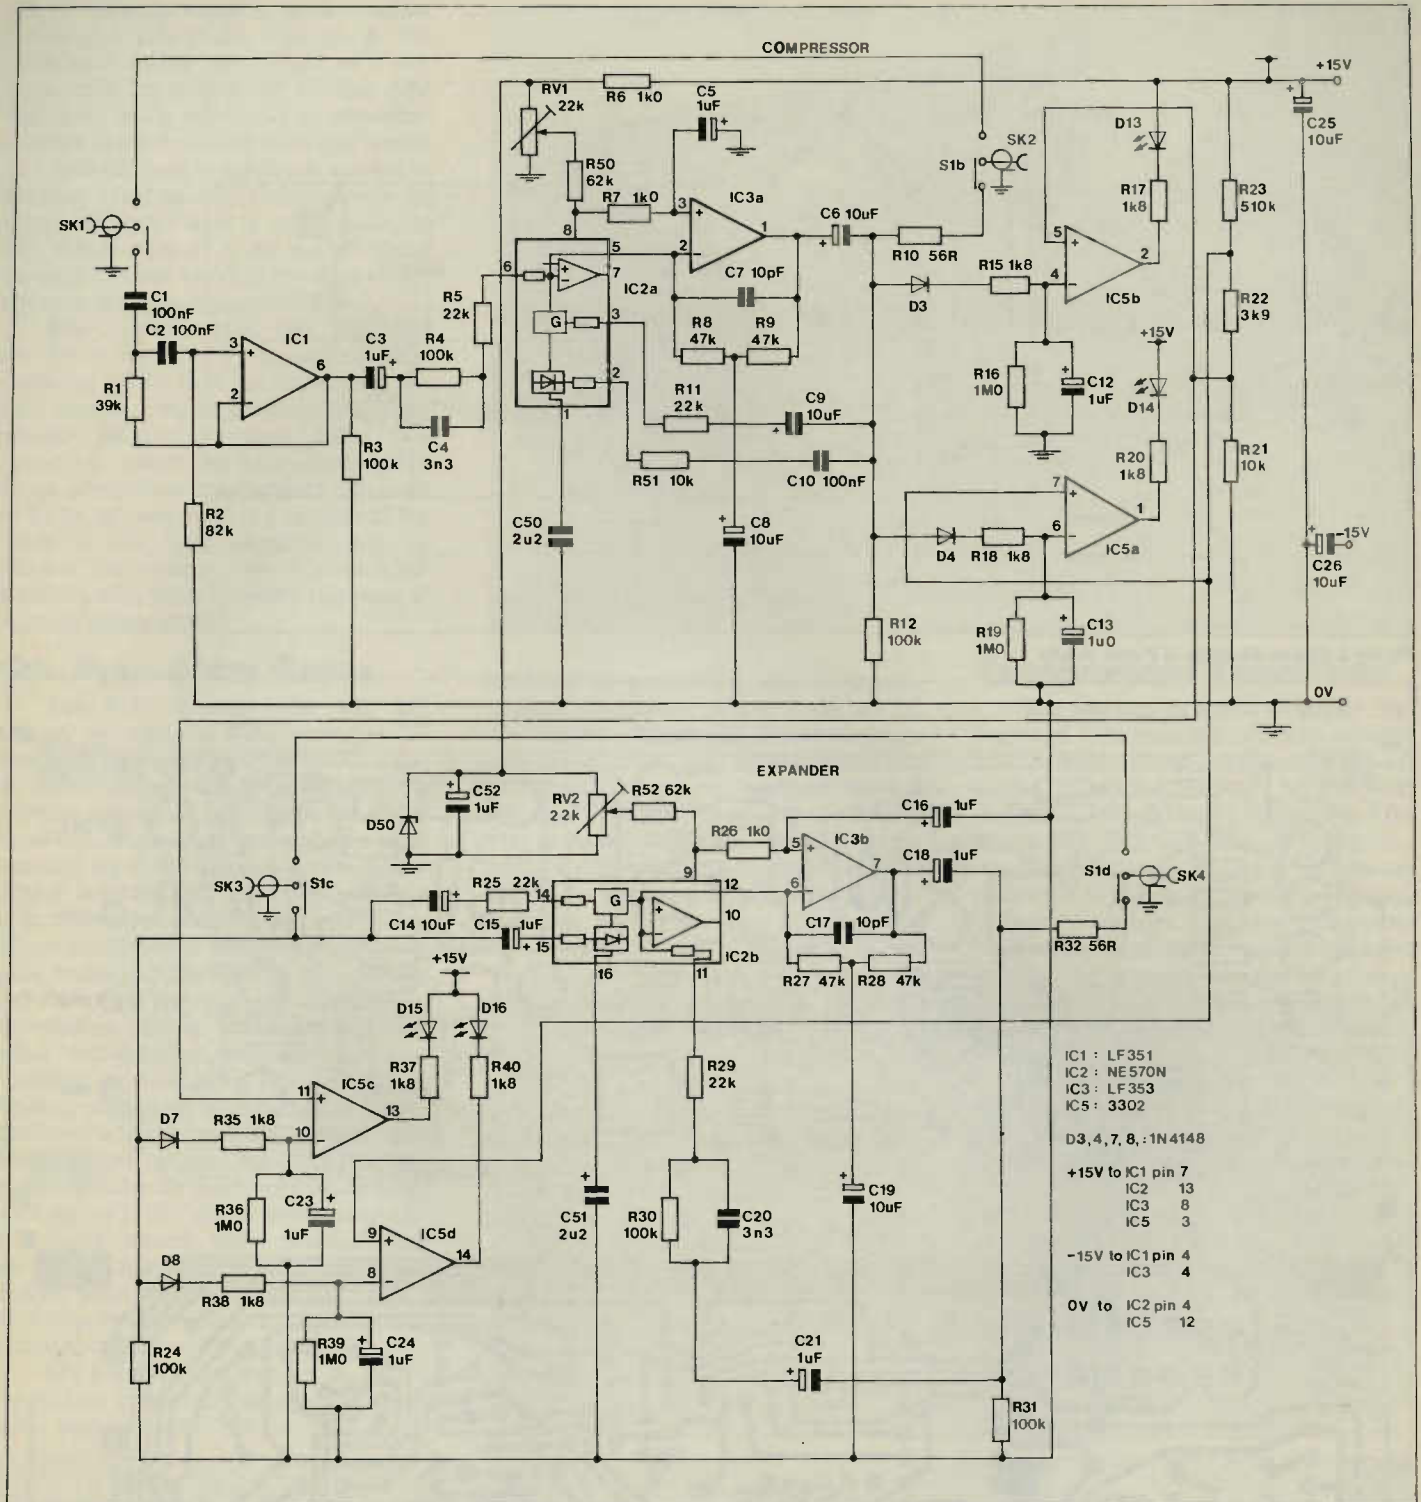 COMPRESSOR
+15V
RV1
22k
R6 1k0
C5
1uF
+
D13
+
C25
10uF
SK2
S1b
R50
62k
R7 1k0
IC3a
3
+
1
2
−
C6 10uF
+
R10 56R
R17
1k8
R23
510k
SK1
8
5
+
2
4
−
IC5b
R15 1k8
D3
6
5
+
−
7
IC2a
G
3
2
1
C7 10pF
R8
47k
R9
47k
C1
100nF
C2 100nF
IC1
3
+
6
2
−
R1
39k
C3
1uF
+
R4
100k
R5
22k
C4
3n3
R3
100k
R2
82k
R22
3k9
+15V
D14
R16
1M0
+
C12
1uF
R11
22k
C9
10uF
+
R51 10k
C10 100nF
R20
1k8
R21
10k
C50
2u2
+
C8
10uF
7
+
1
6
−
IC5a
D4
R18 1k8
+
-15V
C26
10uF
R12
100k
R19
1M0
+
C13
1u0
0V
EXPANDER
D50
+
C52
1uF
RV2
22k
R52 62k
R26 1k0
C16
1uF
+
IC3b
5
+
7
6
−
C18
1uF
+
C17
10pF
R27 47k
R28 47k
SK3
S1c
S1d
SK4
R32 56R
C14 10uF
+
R25 22k
C15
1uF
+
14
15
G
9
12
+
−
10
11
16
IC2b
+15V
D15
D16
R37
1k8
R40
1k8
R29
22k
IC5c
11
+
13
10
−
D7
R35 1k8
R36
1M0
C23
1uF
+
IC5d
9
+
14
8
−
D8
R38 1k8
R39
1M0
+
C24
1uF
R24
100k
+
C51
2u2
R30
100k
C20
3n3
+
C19
10uF
C21
1uF
+
R31
100k
IC1 : LF351
IC2 : NE570N
IC3 : LF353
IC5 : 3302
D3,4,7,8,:1N4148
+15V to IC1 pin 7
IC2 13
IC3 8
IC5 3
-15V to IC1 pin 4
IC3 4
0V to IC2 pin 4
IC5 12